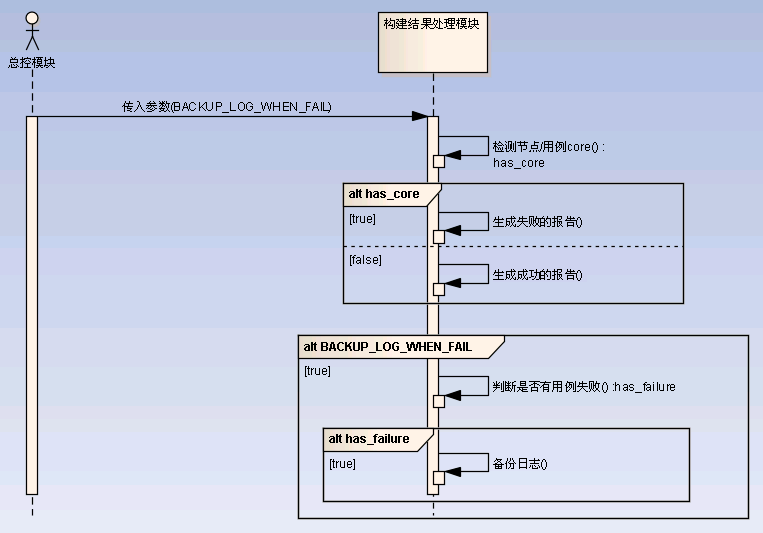 构建结果处理模块
总控模块
传入参数(BACKUP_LOG_WHEN_FAIL)
检测节点/用例core() :
has_core
alt has_core
[true]
生成失败的报告()
[false]
生成成功的报告()
alt BACKUP_LOG_WHEN_FAIL
[true]
判断是否有用例失败() :has_failure
alt has_failure
[true]
备份日志()